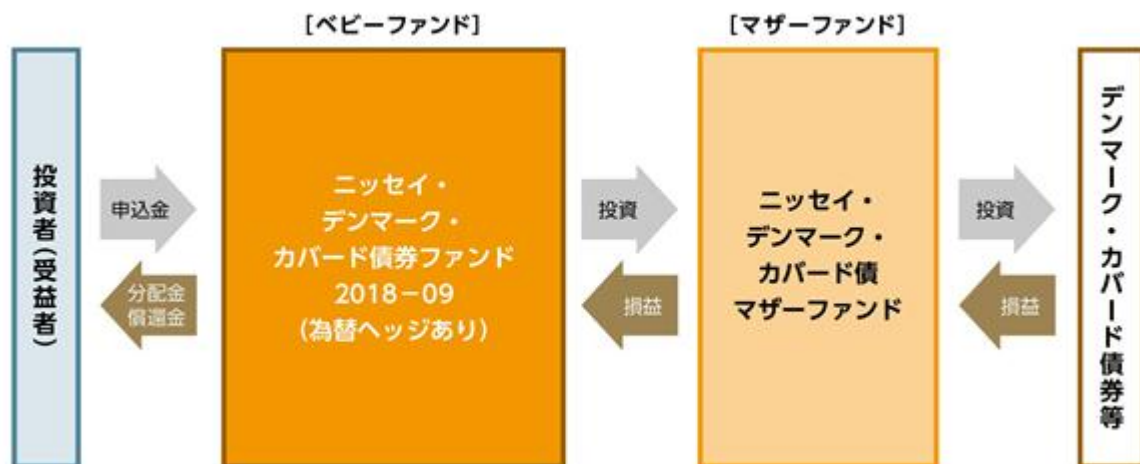 [ベビーファンド]
[マザーファンド]
投資者(受益者)
申込金
分配金
償還金
ニッセイ・
デンマーク・
カバード債券ファンド
2018－09
(為替ヘッジあり)
投資
損益
ニッセイ・
デンマーク・
カバード債
マザーファンド
投資
損益
デンマーク・カバード債券等